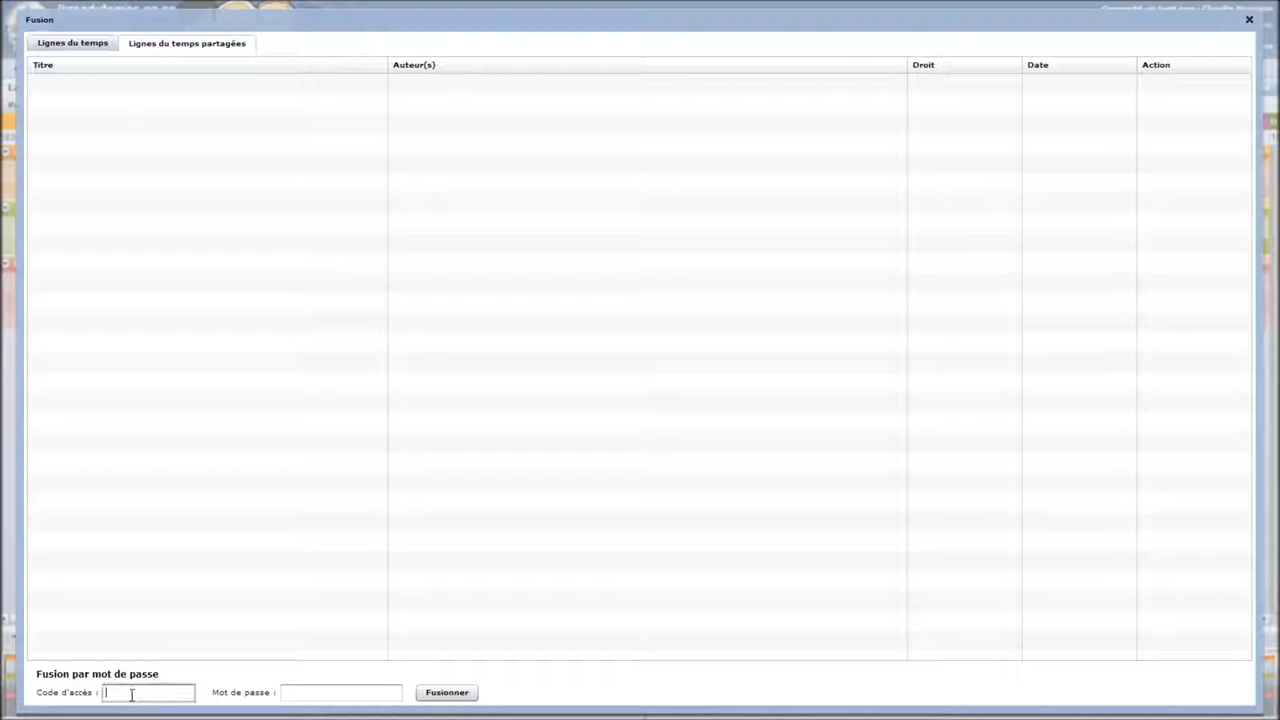 Fusion
Lignes du temps Lignes du temps partagées
Titre Auteur(s) Droit Date Action
Fusion par mot de passe
Code d'accès : Mot de passe : Fusionner